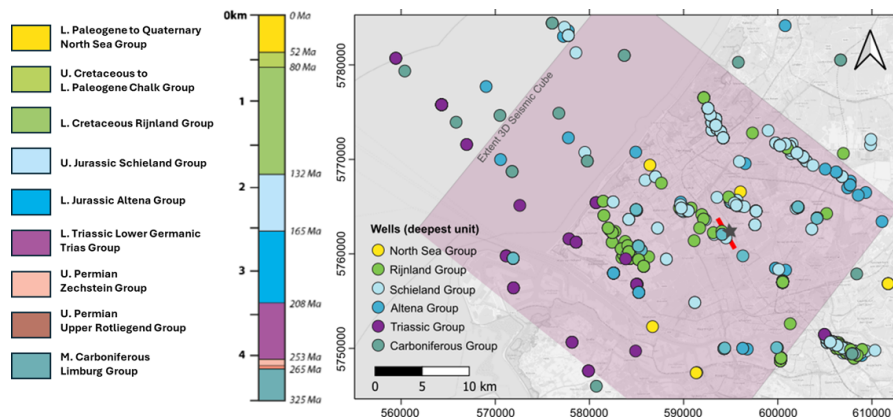 L. Paleogene to Quaternary
North Sea Group
U. Cretaceous to
L. Paleogene Chalk Group
L. Cretaceous Rijnland Group
U. Jurassic Schieland Group
L. Jurassic Altena Group
L. Triassic Lower Germanic
Trias Group
U. Permian
Zechstein Group
U. Permian
Upper Rotliegend Group
M. Carboniferous
Limburg Group
0km
1
2
3
4
0 Ma
52 Ma
80 Ma
132 Ma
165 Ma
208 Ma
253 Ma
265 Ma
325 Ma
5780000
5770000
5760000
5750000
Extent 3D Seismic Cube
Wells (deepest unit)
North Sea Group
Rijnland Group
Schieland Group
Altena Group
Triassic Group
Carboniferous Group
0 5 10 km
560000 570000 580000 590000 600000 610000